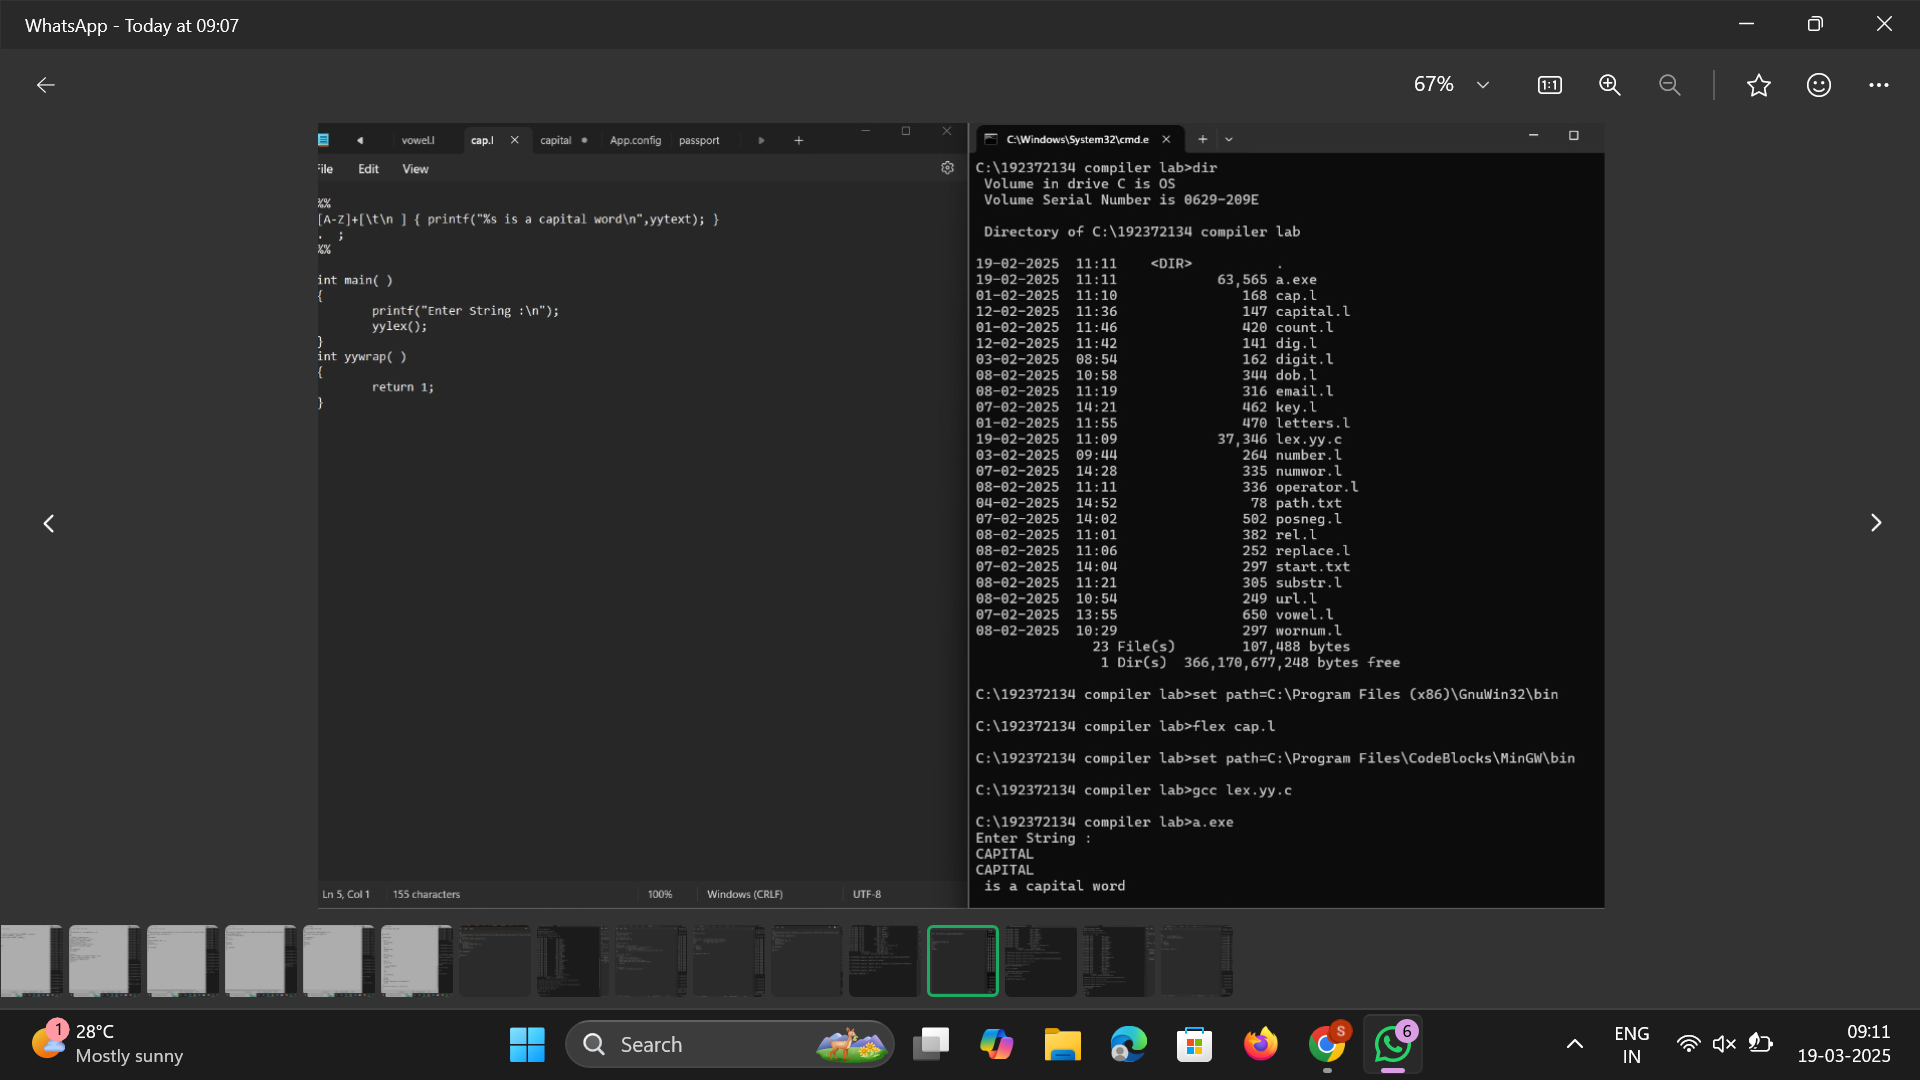 WhatsApp - Today at 09:07
67%
vowel.l cap.l capital App.config passport
File Edit View
%%
[A-Z]+[\t\n ] { printf("%s is a capital word\n",yytext); }
. ;
%%
int main( )
{
printf("Enter String :\n");
yylex();
}
int yywrap( )
{
return 1;
}
Ln 5, Col 1 155 characters 100% Windows (CRLF) UTF-8
C:\Windows\System32\cmd.e
C:\192372134 compiler lab>dir
Volume in drive C is OS
Volume Serial Number is 0629-209E
Directory of C:\192372134 compiler lab
19-02-2025 11:11 <DIR> .
19-02-2025 11:11 63,565 a.exe
01-02-2025 11:10 168 cap.l
12-02-2025 11:36 147 capital.l
01-02-2025 11:46 420 count.l
12-02-2025 11:42 141 dig.l
03-02-2025 08:54 162 digit.l
08-02-2025 10:58 344 dob.l
08-02-2025 11:19 316 email.l
07-02-2025 14:21 462 key.l
01-02-2025 11:55 470 letters.l
19-02-2025 11:09 37,346 lex.yy.c
03-02-2025 09:44 264 number.l
07-02-2025 14:28 335 numwor.l
08-02-2025 11:11 336 operator.l
04-02-2025 14:52 78 path.txt
07-02-2025 14:02 502 posneg.l
08-02-2025 11:01 382 rel.l
08-02-2025 11:06 252 replace.l
07-02-2025 14:04 297 start.txt
08-02-2025 11:21 305 substr.l
08-02-2025 10:54 249 url.l
07-02-2025 13:55 650 vowel.l
08-02-2025 10:29 297 wornum.l
23 File(s) 107,488 bytes
1 Dir(s) 366,170,677,248 bytes free
C:\192372134 compiler lab>set path=C:\Program Files (x86)\GnuWin32\bin
C:\192372134 compiler lab>flex cap.l
C:\192372134 compiler lab>set path=C:\Program Files\CodeBlocks\MinGW\bin
C:\192372134 compiler lab>gcc lex.yy.c
C:\192372134 compiler lab>a.exe
Enter String :
CAPITAL
CAPITAL
is a capital word
1
28°C
Mostly sunny
Search
S
6
ENG
IN
09:11
19-03-2025